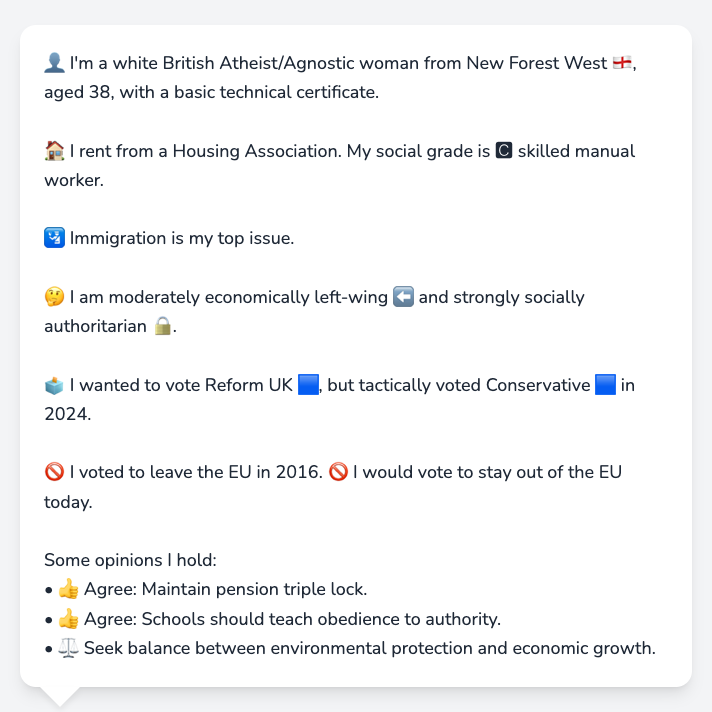 👤 I'm a white British Atheist/Agnostic woman from New Forest West 🏴󠁧󠁢󠁥󠁮󠁧󠁿,
aged 38, with a basic technical certificate.
🏠 I rent from a Housing Association. My social grade is 🅲 skilled manual
worker.
🛂 Immigration is my top issue.
🤔 I am moderately economically left-wing ⬅️ and strongly socially
authoritarian 🔒.
🗳️ I wanted to vote Reform UK 🟦, but tactically voted Conservative 🟦 in
2024.
🚫 I voted to leave the EU in 2016. 🚫 I would vote to stay out of the EU
today.
Some opinions I hold:
• 👍 Agree: Maintain pension triple lock.
• 👍 Agree: Schools should teach obedience to authority.
• ⚖️ Seek balance between environmental protection and economic growth.